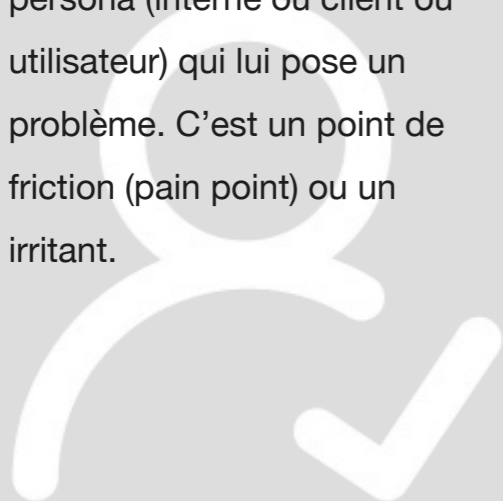 persona (interne ou client ou
utilisateur) qui lui pose un
problème. C’est un point de
friction (pain point) ou un
irritant.